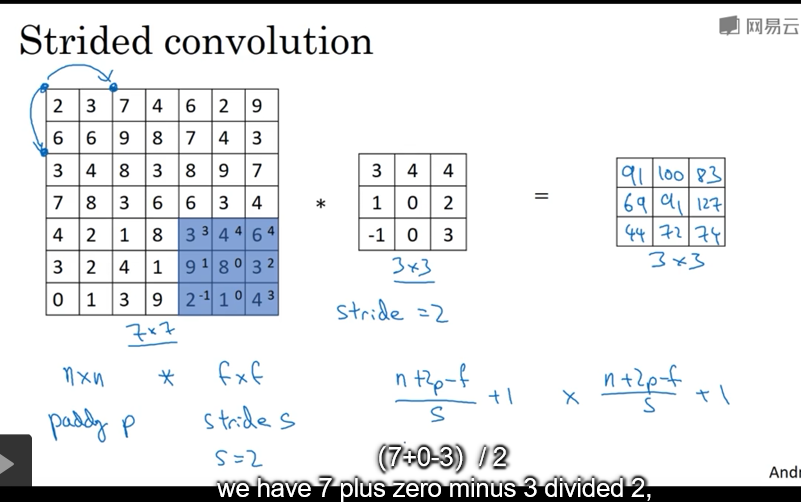 Strided convolution
网易云
2 3 7 4 6 2 9
6 6 9 8 7 4 3
3 4 8 3 8 9 7
7 8 3 6 6 3 4
4 2 1 8 3 3 4 4 6 4
3 2 4 1 9 1 8 0 3 2
0 1 3 9 2 -1 1 0 4 3
7×7
*
3 4 4
1 0 2
-1 0 3
3×3
stride = 2
=
91 100 83
69 91 127
44 72 74
3×3
n×n * f×f
padding p stride s
s=2
n+2p-f
s
+1
×
n+2p-f
s
+1
(7+0-3) / 2
we have 7 plus zero minus 3 divided 2,
Andr